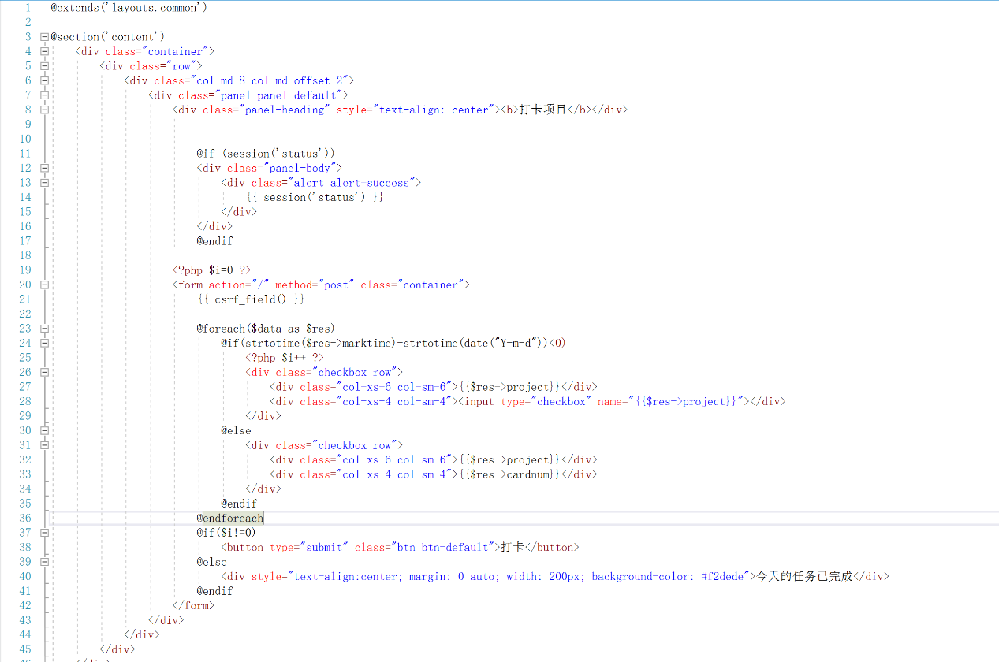 1 @extends('layouts.common')
2
3 @section('content')
4 <div class="container">
5 <div class="row">
6 <div class="col-md-8 col-md-offset-2">
7 <div class="panel panel-default">
8 <div class="panel-heading" style="text-align: center"><b>打卡项目</b></div>
9
10
11 @if (session('status'))
12 <div class="panel-body">
13 <div class="alert alert-success">
14 {{ session('status') }}
15 </div>
16 </div>
17 @endif
18
19 <?php $i=0 ?>
20 <form action="/" method="post" class="container">
21 {{ csrf_field() }}
22
23 @foreach($data as $res)
24 @if(strtotime($res->marktime)-strtotime(date("Y-m-d"))<0)
25 <?php $i++ ?>
26 <div class="checkbox row">
27 <div class="col-xs-6 col-sm-6">{{$res->project}}</div>
28 <div class="col-xs-4 col-sm-4"><input type="checkbox" name="{{$res->project}}"></div>
29 </div>
30 @else
31 <div class="checkbox row">
32 <div class="col-xs-6 col-sm-6">{{$res->project}}</div>
33 <div class="col-xs-4 col-sm-4">{{$res->cardnum}}</div>
34 </div>
35 @endif
36 @endforeach
37 @if($i!=0)
38 <button type="submit" class="btn btn-default">打卡</button>
39 @else
40 <div style="text-align:center; margin: 0 auto; width: 200px; background-color: #f2dede">今天的任务已完成</div>
41 @endif
42 </form>
43 </div>
44 </div>
45 </div>